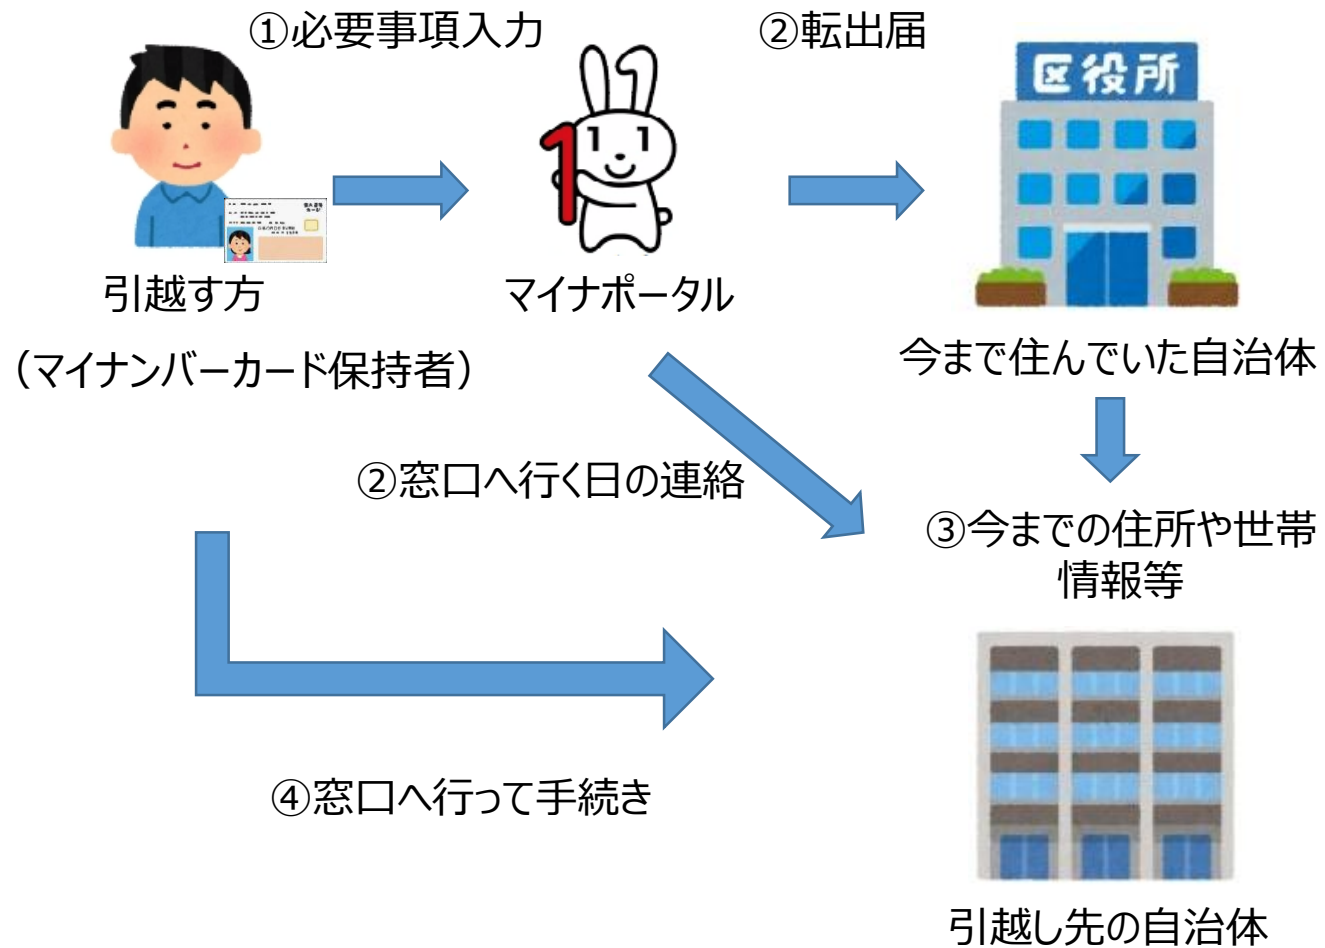 ①必要事項入力
②転出届
区役所
引越す方
マイナポータル
（マイナンバーカード保持者）
今まで住んでいた自治体
②窓口へ行く日の連絡
③今までの住所や世帯
情報等
④窓口へ行って手続き
引越し先の自治体